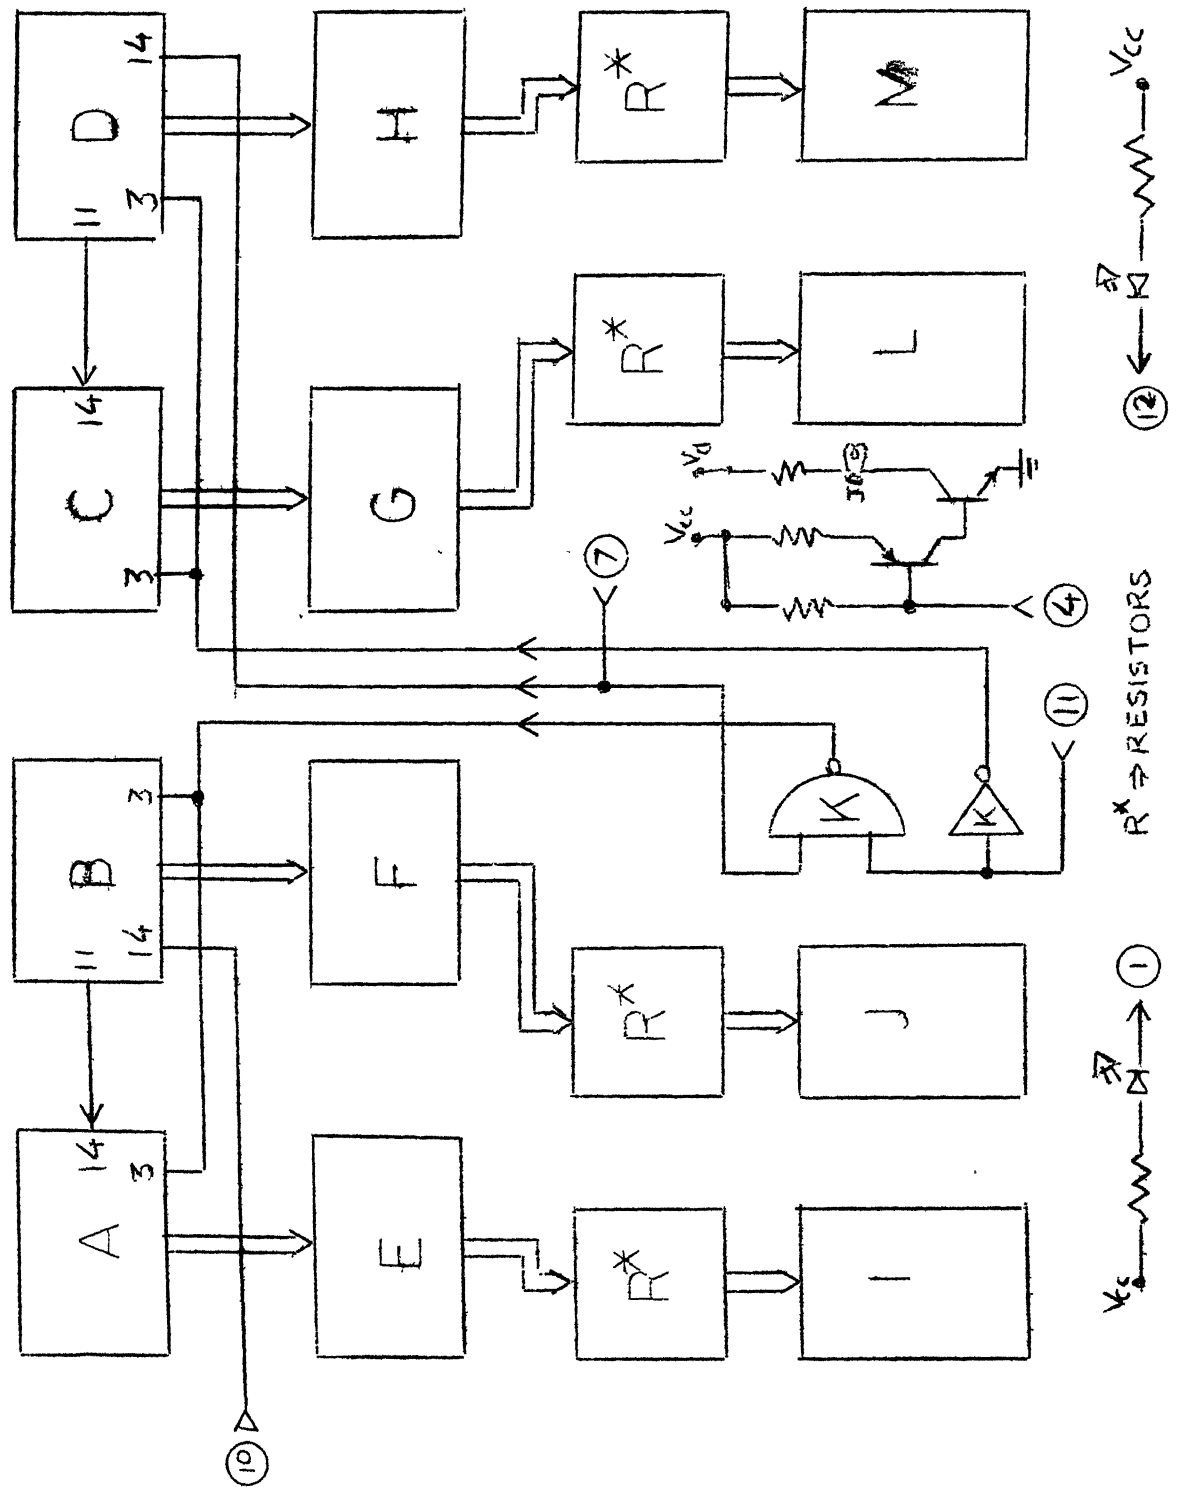 A 14 11 B C 14 11 D
3 14 3 3 3 14
10
E F G H
7
R* R* R* R*
Vcc Vd
I J K L M
K
11 4
Vcc 1 R* ⇒ RESISTORS 12 Vcc